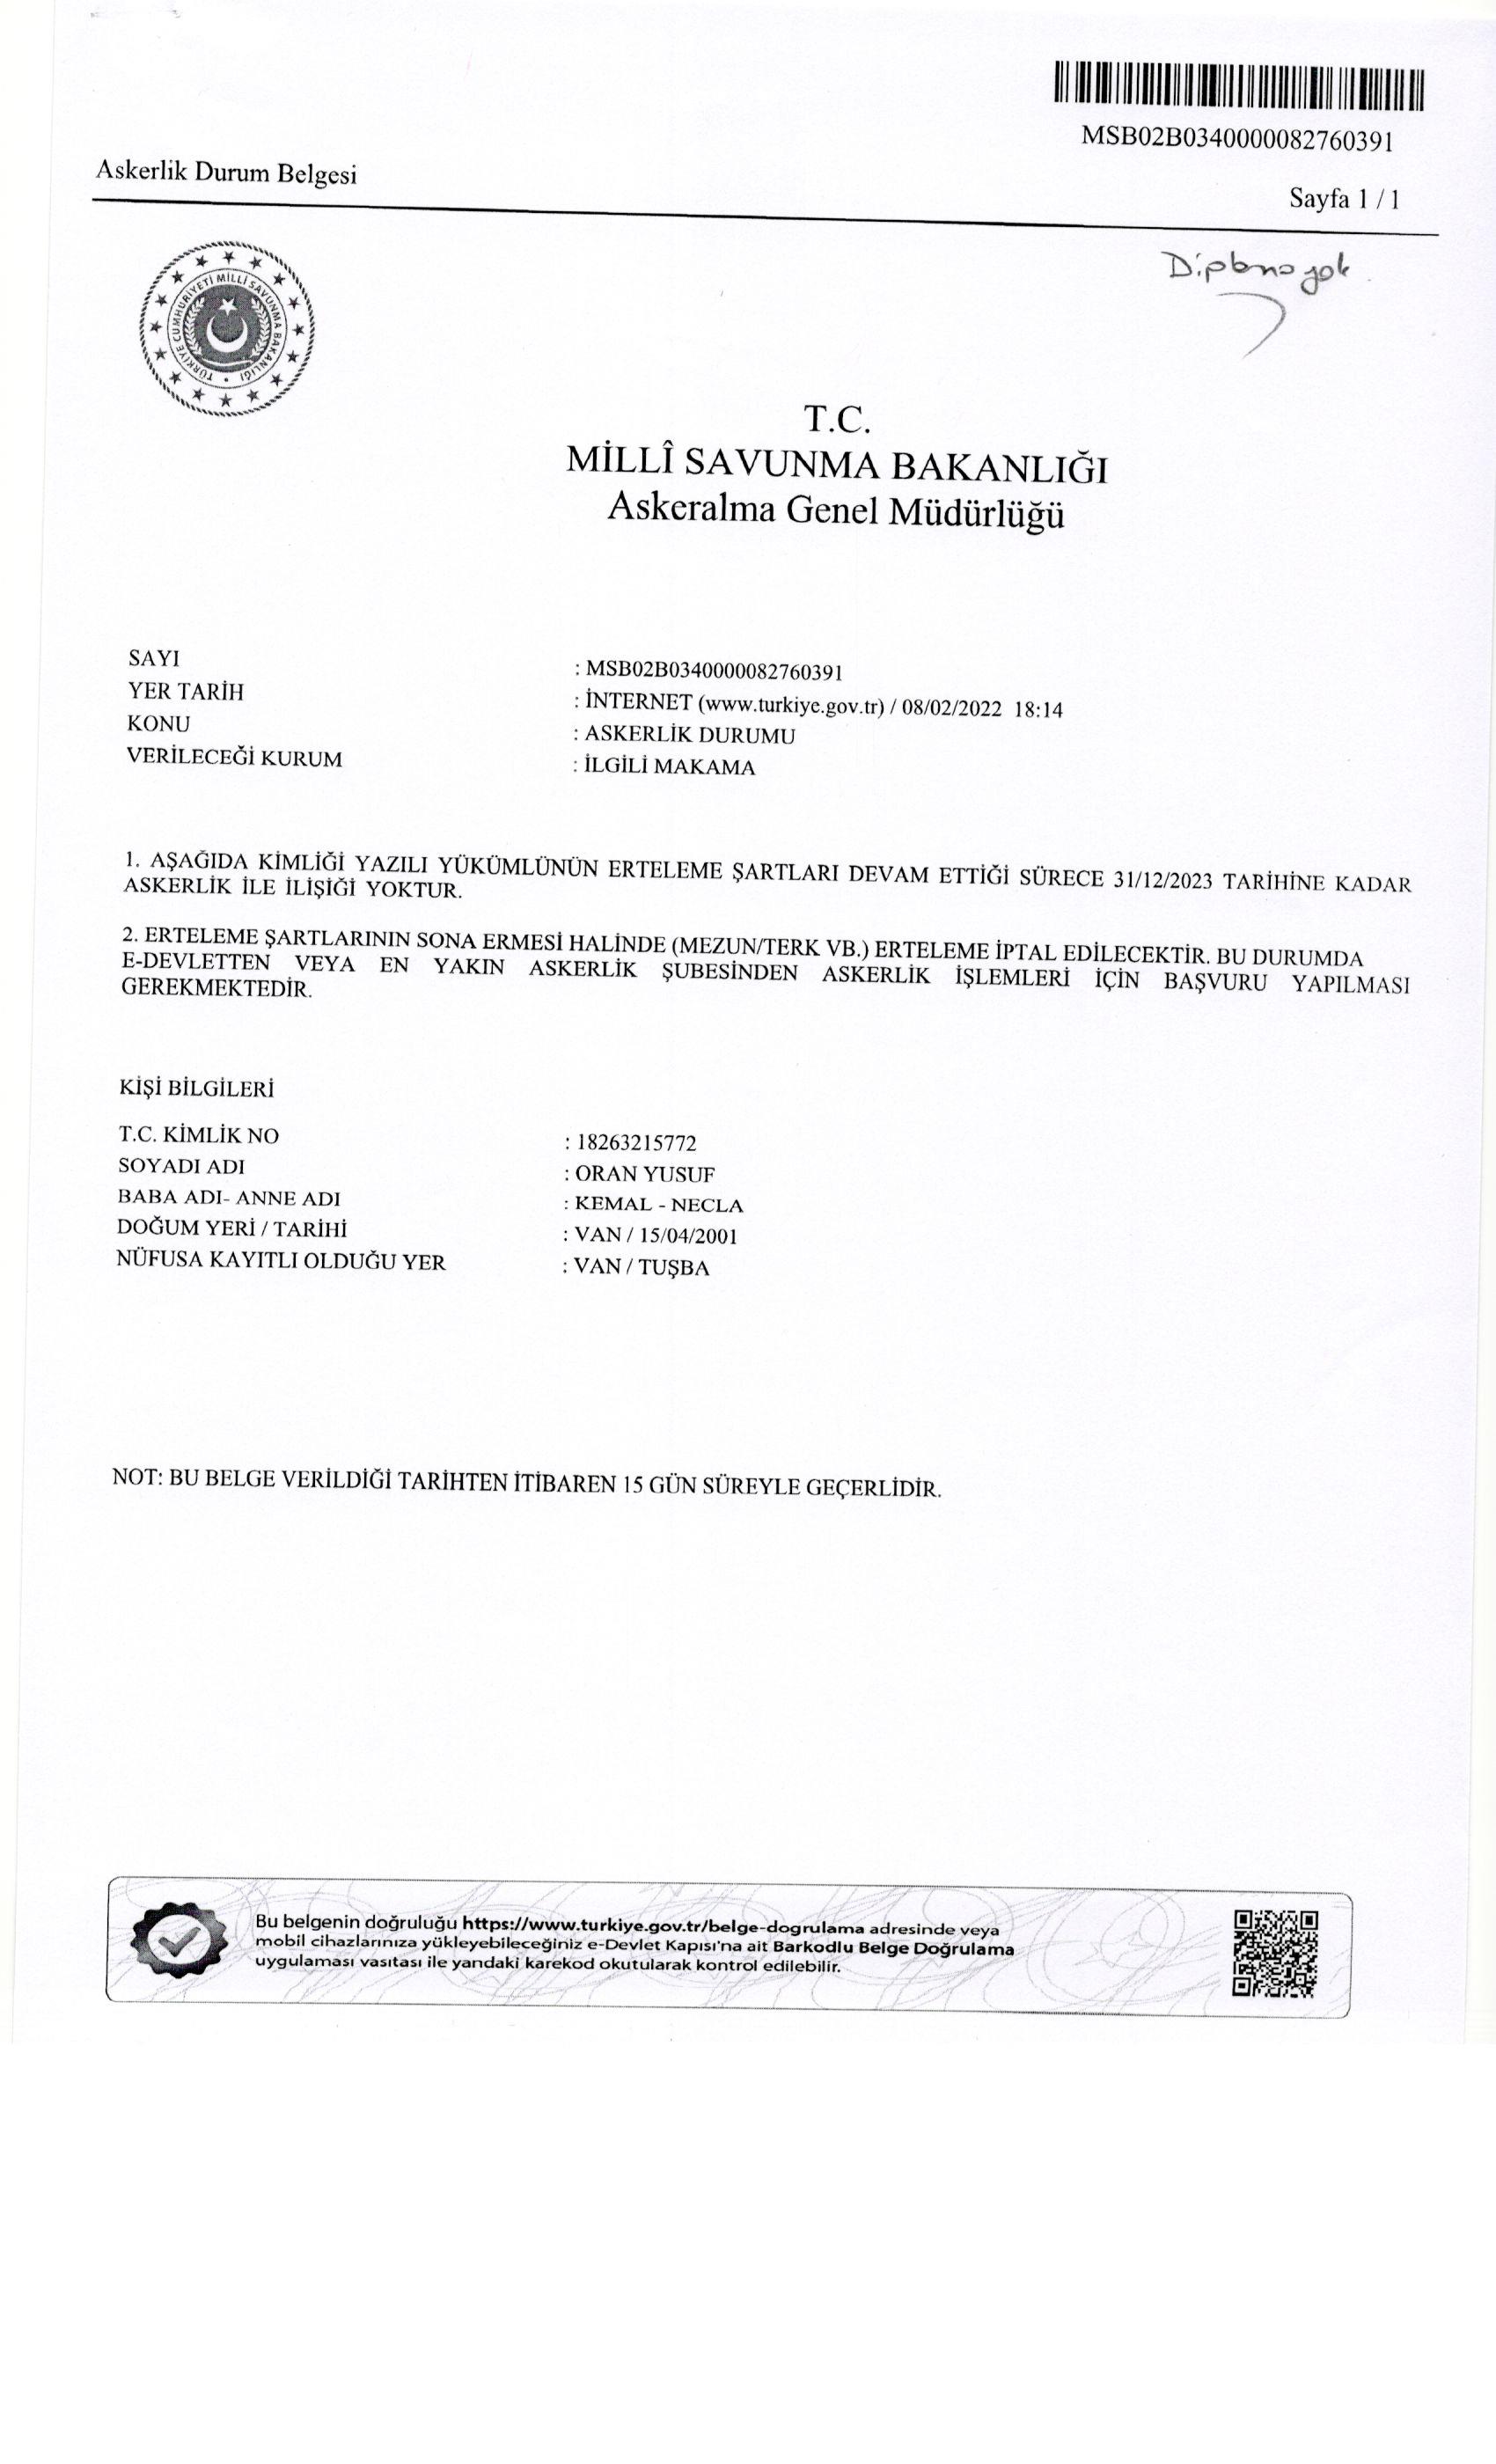 MSB02B0340000082760391
Askerlik Durum Belgesi
Sayfa 1 / 1
Diploma yok
TÜRKİYE CUMHURİYETİ MİLLİ SAVUNMA BAKANLIĞI
T.C.
MİLLÎ SAVUNMA BAKANLIĞI
Askeralma Genel Müdürlüğü
SAYI : MSB02B0340000082760391
YER TARİH : İNTERNET (www.turkiye.gov.tr) / 08/02/2022 18:14
KONU : ASKERLİK DURUMU
VERİLECEĞİ KURUM : İLGİLİ MAKAMA
1. AŞAĞIDA KİMLİĞİ YAZILI YÜKÜMLÜNÜN ERTELEME ŞARTLARI DEVAM ETTİĞİ SÜRECE 31/12/2023 TARİHİNE KADAR
ASKERLİK İLE İLİŞİĞİ YOKTUR.
2. ERTELEME ŞARTLARININ SONA ERMESİ HALİNDE (MEZUN/TERK VB.) ERTELEME İPTAL EDİLECEKTİR. BU DURUMDA
E-DEVLETTEN VEYA EN YAKIN ASKERLİK ŞUBESİNDEN ASKERLİK İŞLEMLERİ İÇİN BAŞVURU YAPILMASI
GEREKMEKTEDİR.
KİŞİ BİLGİLERİ
T.C. KİMLİK NO : 18263215772
SOYADI ADI : ORAN YUSUF
BABA ADI- ANNE ADI : KEMAL - NECLA
DOĞUM YERİ / TARİHİ : VAN / 15/04/2001
NÜFUSA KAYITLI OLDUĞU YER : VAN / TUŞBA
NOT: BU BELGE VERİLDİĞİ TARİHTEN İTİBAREN 15 GÜN SÜREYLE GEÇERLİDİR.
Bu belgenin doğruluğu https://www.turkiye.gov.tr/belge-dogrulama adresinde veya
mobil cihazlarınıza yükleyebileceğiniz e-Devlet Kapısı'na ait Barkodlu Belge Doğrulama
uygulaması vasıtası ile yandaki karekod okutularak kontrol edilebilir.